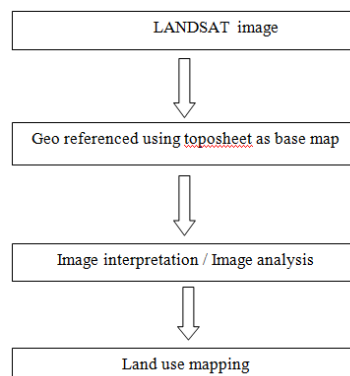 LANDSAT image
Geo referenced using toposheet as base map
Image interpretation / Image analysis
Land use mapping